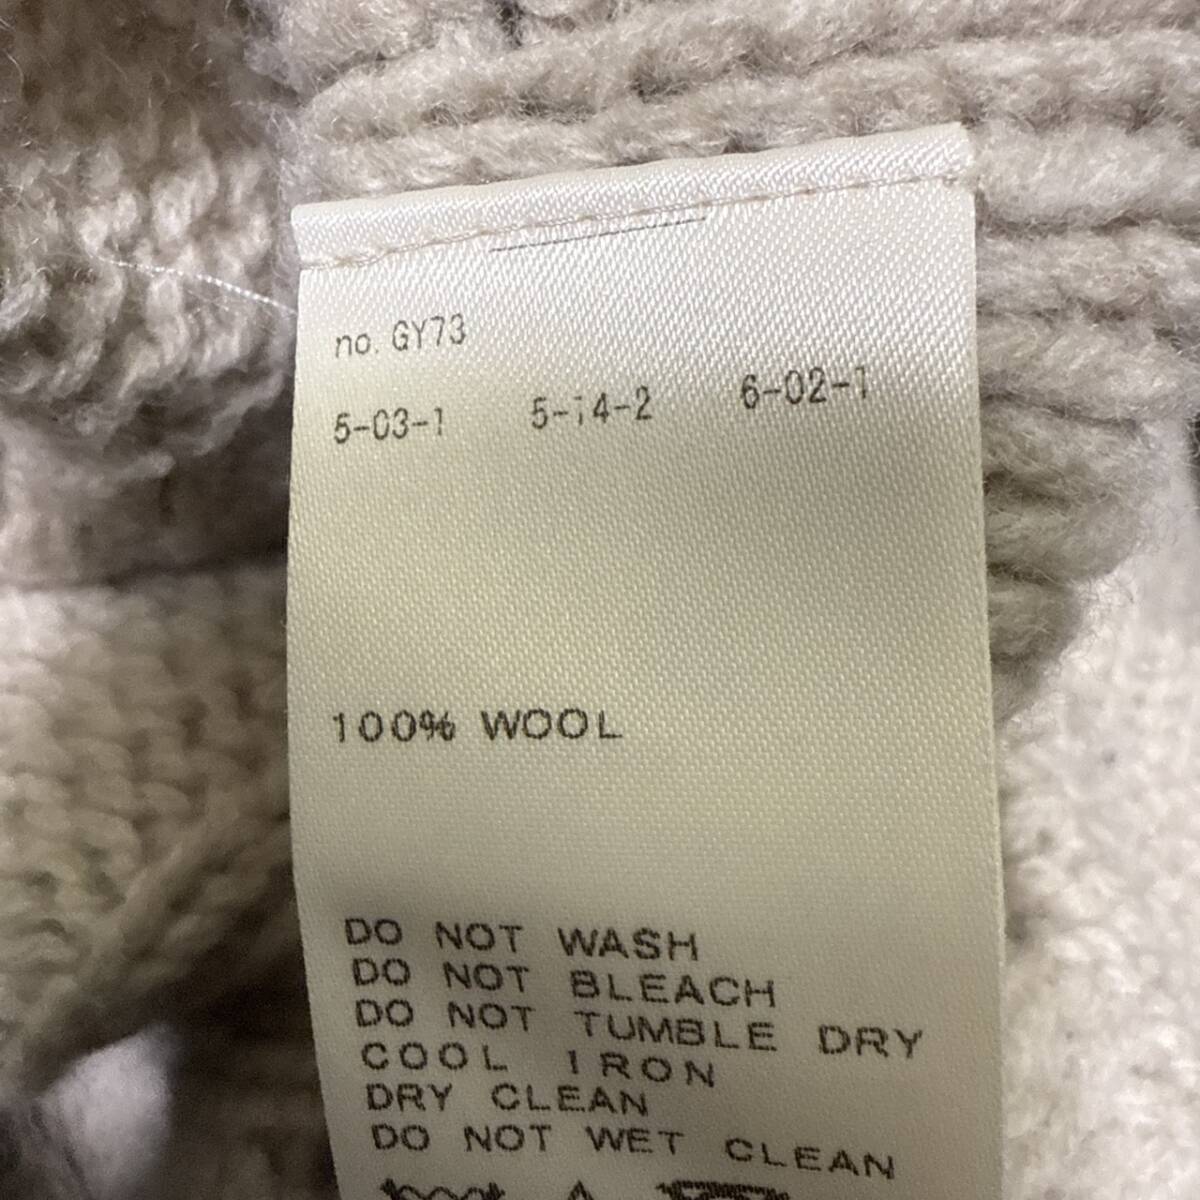 no. GY73
5-03-1 5-14-2 6-02-1
100% WOOL
DO NOT WASH
DO NOT BLEACH
DO NOT TUMBLE DRY
COOL IRON
DRY CLEAN
DO NOT WET CLEAN